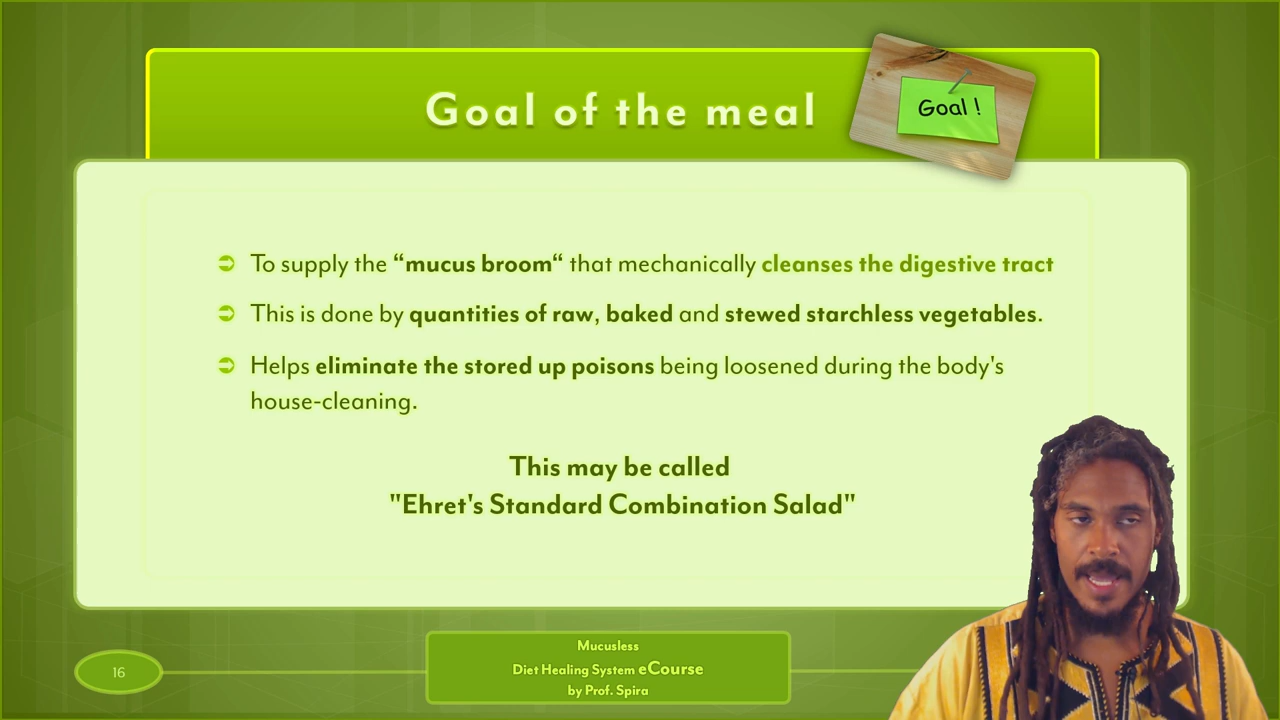 Goal of the meal
Goal !
To supply the “mucus broom“ that mechanically cleanses the digestive tract
This is done by quantities of raw, baked and stewed starchless vegetables.
Helps eliminate the stored up poisons being loosened during the body's
house-cleaning.
This may be called
"Ehret's Standard Combination Salad"
16
Mucusless
Diet Healing System eCourse
by Prof. Spira